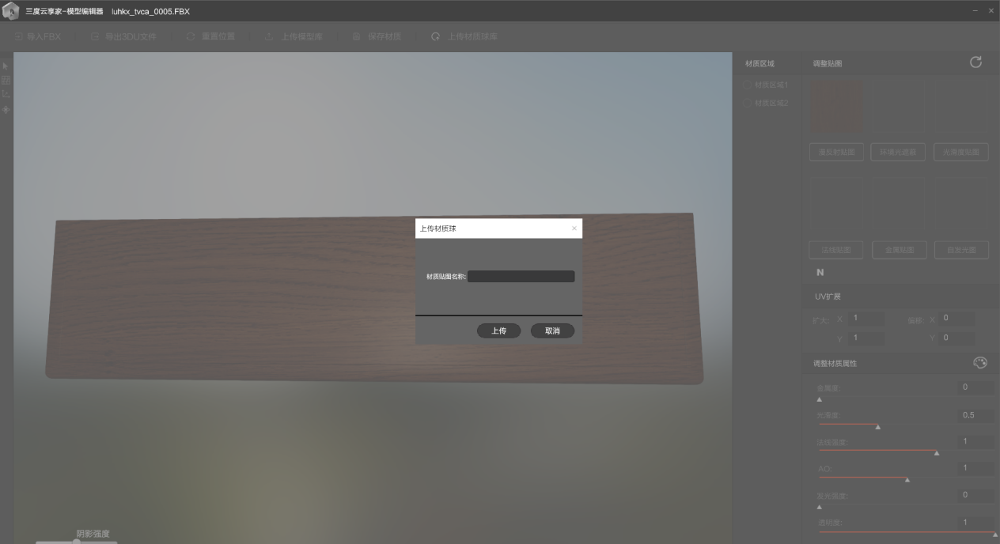 三度云享家-模型编辑器 luhkx_tvca_0005.FBX
导入FBX 导出3DU文件 重置位置 上传模型库 保存材质 上传材质球库
材质区域
材质区域1
材质区域2
调整贴图
漫反射贴图 环境光遮蔽 光滑度贴图
法线贴图 金属贴图 自发光图
N
UV扩展
扩大: X 1 偏移: X 0
Y 1 Y 0
调整材质属性
金属度: 0
光滑度: 0.5
法线强度: 1
AO: 1
发光强度: 0
透明度: 1
上传材质球 ×
材质贴图名称:
上传 取消
阴影强度